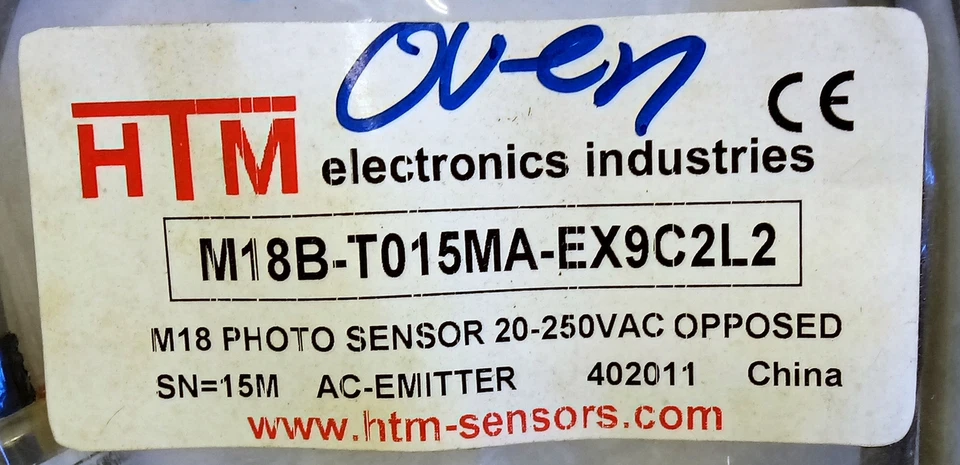 Oven
CE
HTM electronics industries
M18B-T015MA-EX9C2L2
M18 PHOTO SENSOR 20-250VAC OPPOSED
SN=15M AC-EMITTER 402011 China
www.htm-sensors.com